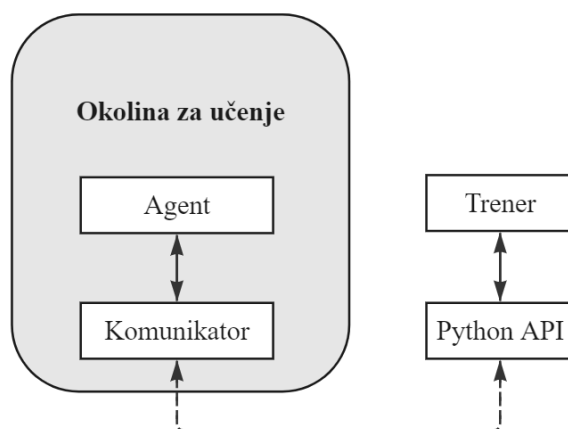 Okolina za učenje
Agent
Trener
Komunikator
Python API